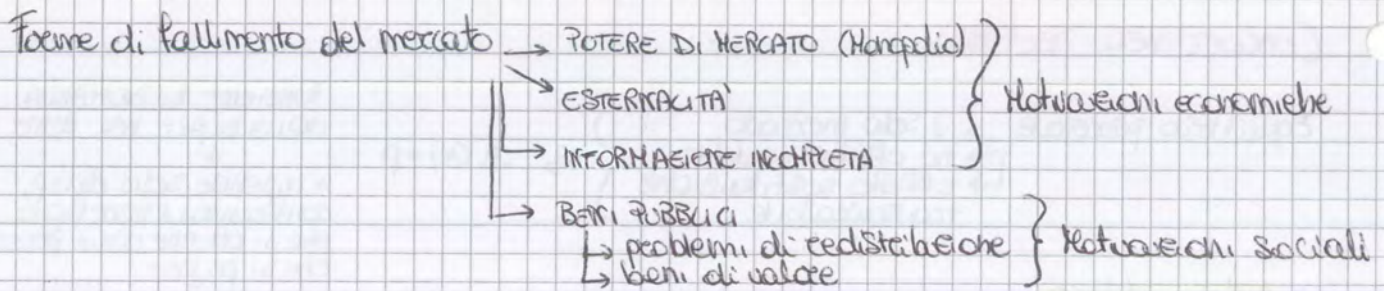 Forme di fallimento del mercato → POTERE DI MERCATO (Monopolio)
→ ESTERNALITA'
Motivazioni economiche
→ INFORMAZIONE INCOMPLETA
→ BENI PUBBLICI
↳ problemi di redistribuzione
Motivazioni sociali
↳ beni di valore